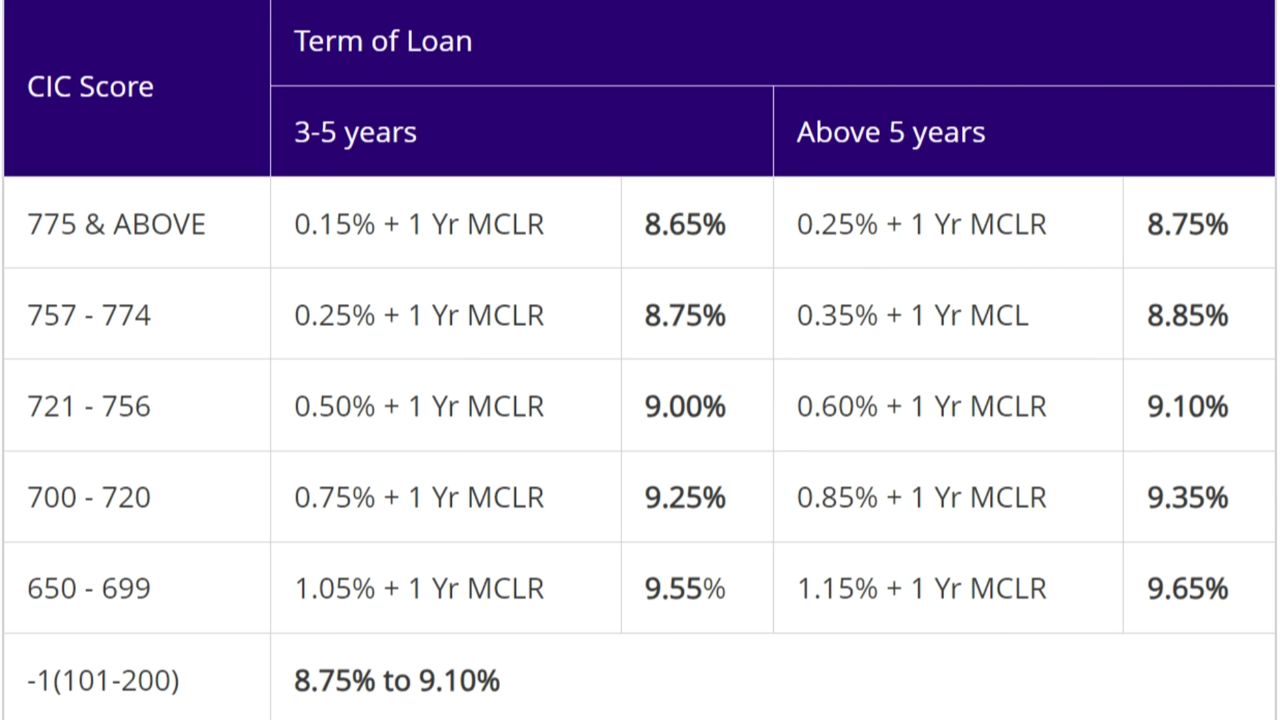 CIC Score
Term of Loan
3-5 years
Above 5 years
775 & ABOVE 0.15% + 1 Yr MCLR 8.65% 0.25% + 1 Yr MCLR 8.75%
757 - 774 0.25% + 1 Yr MCLR 8.75% 0.35% + 1 Yr MCL 8.85%
721 - 756 0.50% + 1 Yr MCLR 9.00% 0.60% + 1 Yr MCLR 9.10%
700 - 720 0.75% + 1 Yr MCLR 9.25% 0.85% + 1 Yr MCLR 9.35%
650 - 699 1.05% + 1 Yr MCLR 9.55% 1.15% + 1 Yr MCLR 9.65%
-1(101-200) 8.75% to 9.10%